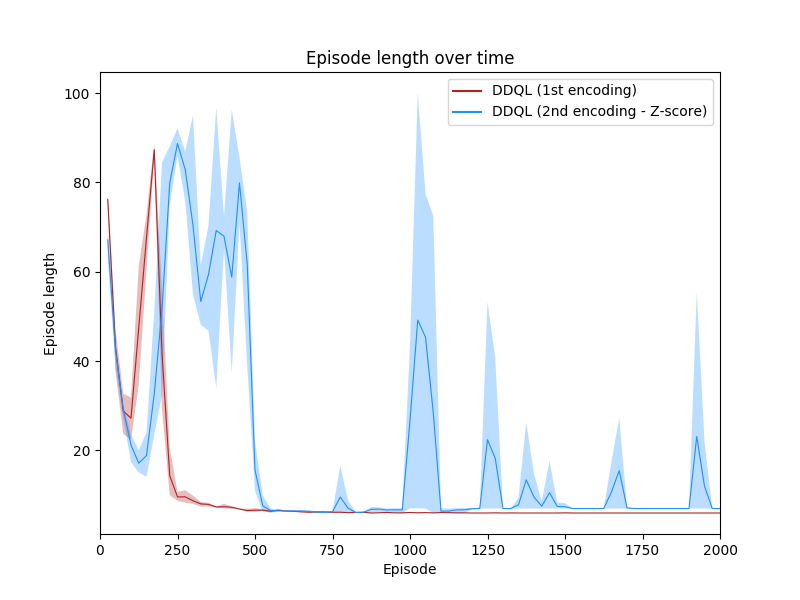 Episode length over time
DDQL (1st encoding)
DDQL (2nd encoding - Z-score)
100
80
60
40
20
Episode length
0 250 500 750 1000 1250 1500 1750 2000
Episode